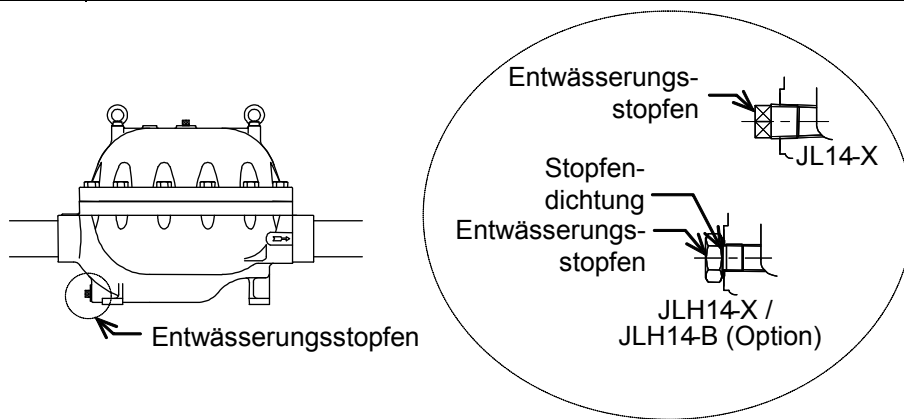 Entwässerungs-
stopfen
JL14-X
Stopfen-
dichtung
Entwässerungs-
stopfen
JLH14-X /
JLH14-B (Option)
Entwässerungsstopfen